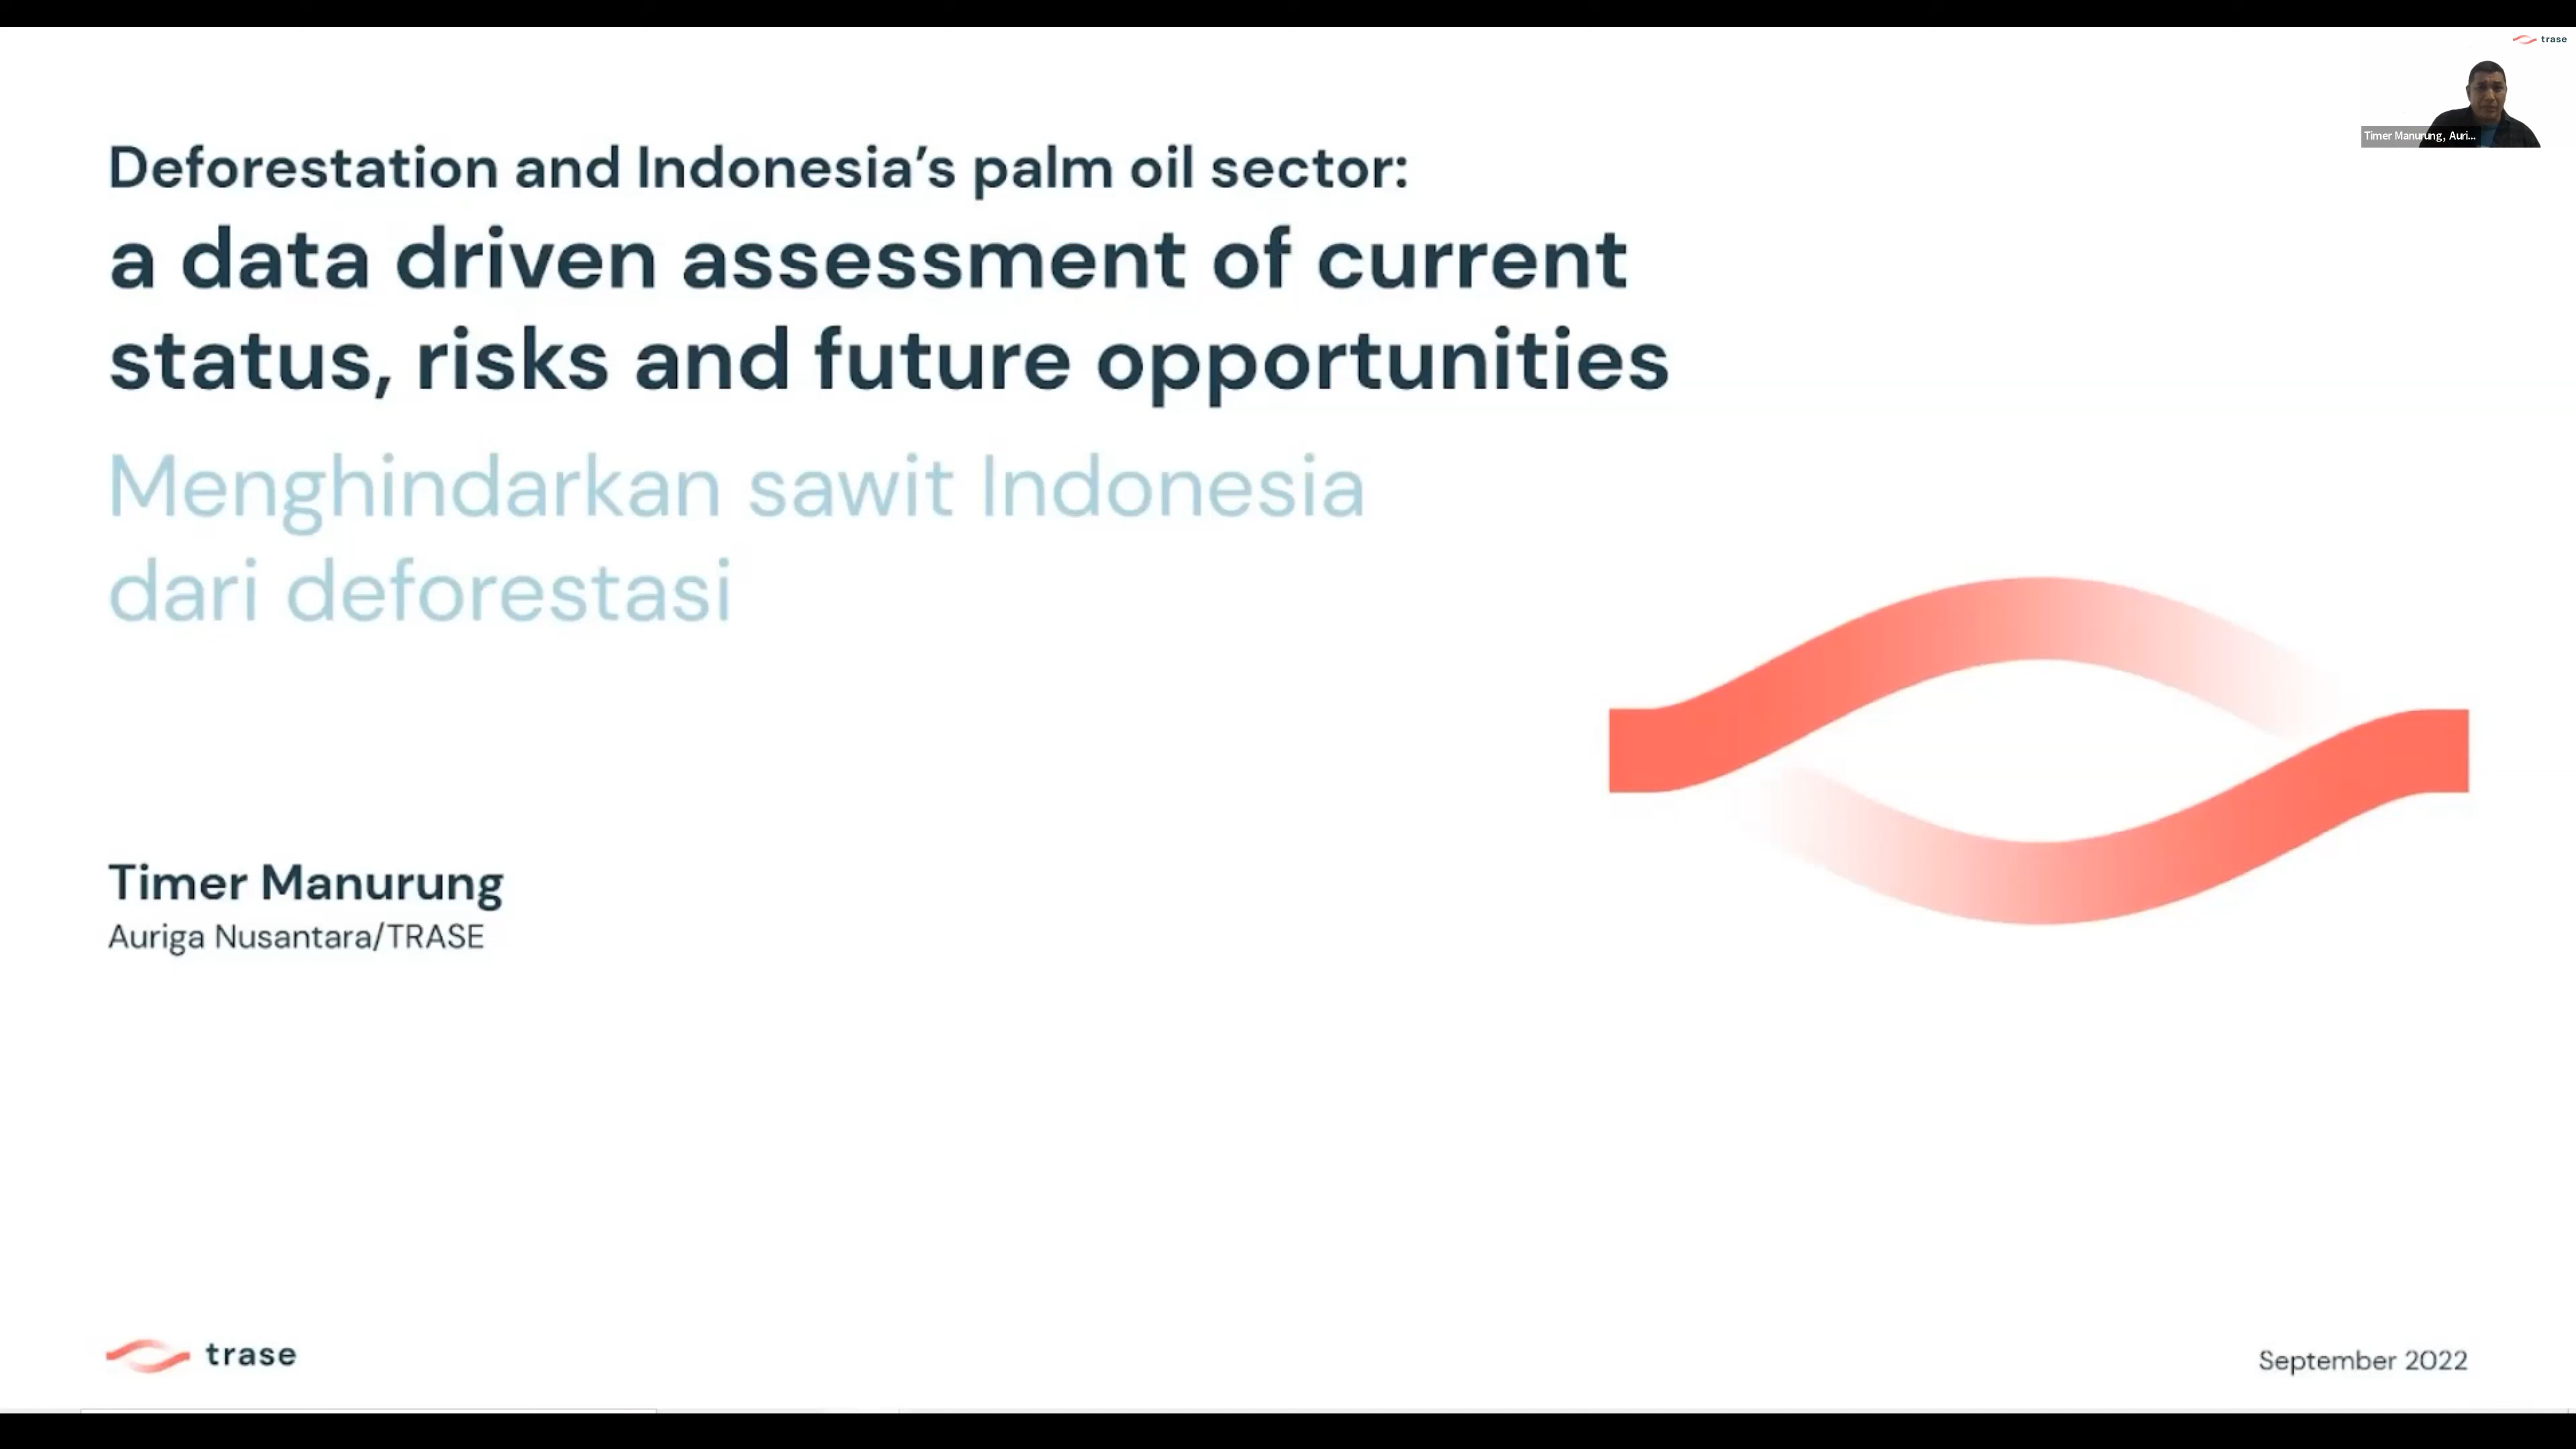 trase
Timer Manurung, Auri...
Deforestation and Indonesia’s palm oil sector:
a data driven assessment of current
status, risks and future opportunities
Menghindarkan sawit Indonesia
dari deforestasi
Timer Manurung
Auriga Nusantara/TRASE
trase
September 2022